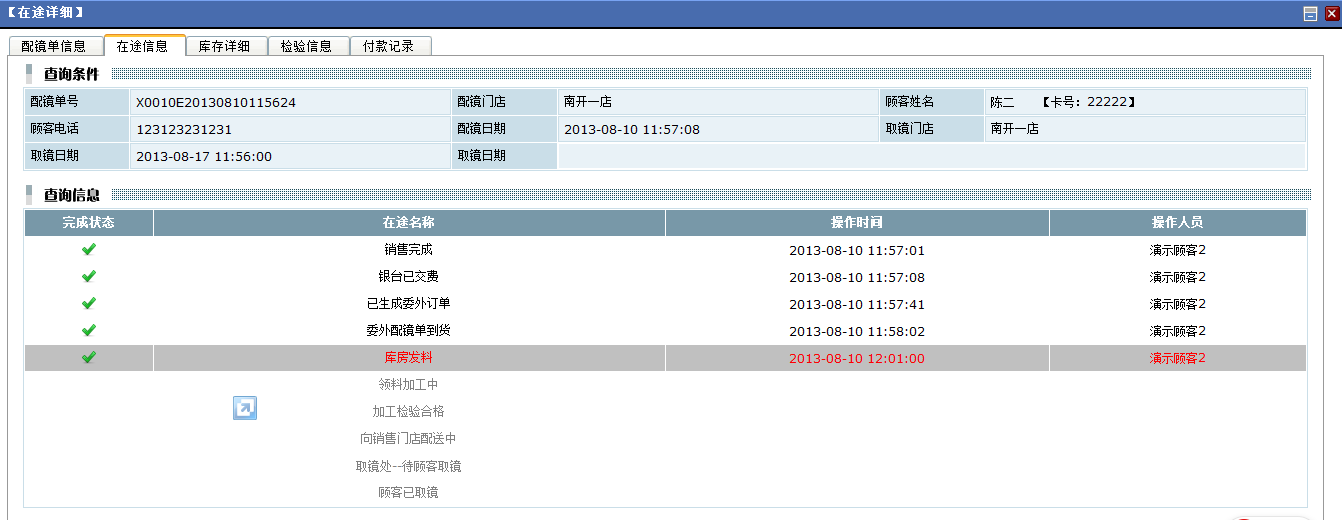 【在途详细】
配镜单信息 在途信息 库存详细 检验信息 付款记录
查询条件
配镜单号 X0010E20130810115624 配镜门店 南开一店 顾客姓名 陈二 【卡号：22222】
顾客电话 123123231231 配镜日期 2013-08-10 11:57:08 取镜门店 南开一店
取镜日期 2013-08-17 11:56:00 取镜日期
查询信息
完成状态 在途名称 操作时间 操作人员
销售完成 2013-08-10 11:57:01 演示顾客2
银台已交费 2013-08-10 11:57:08 演示顾客2
已生成委外订单 2013-08-10 11:57:41 演示顾客2
委外配镜单到货 2013-08-10 11:58:02 演示顾客2
库房发料 2013-08-10 12:01:00 演示顾客2
领料加工中
加工检验合格
向销售门店配送中
取镜处--待顾客取镜
顾客已取镜